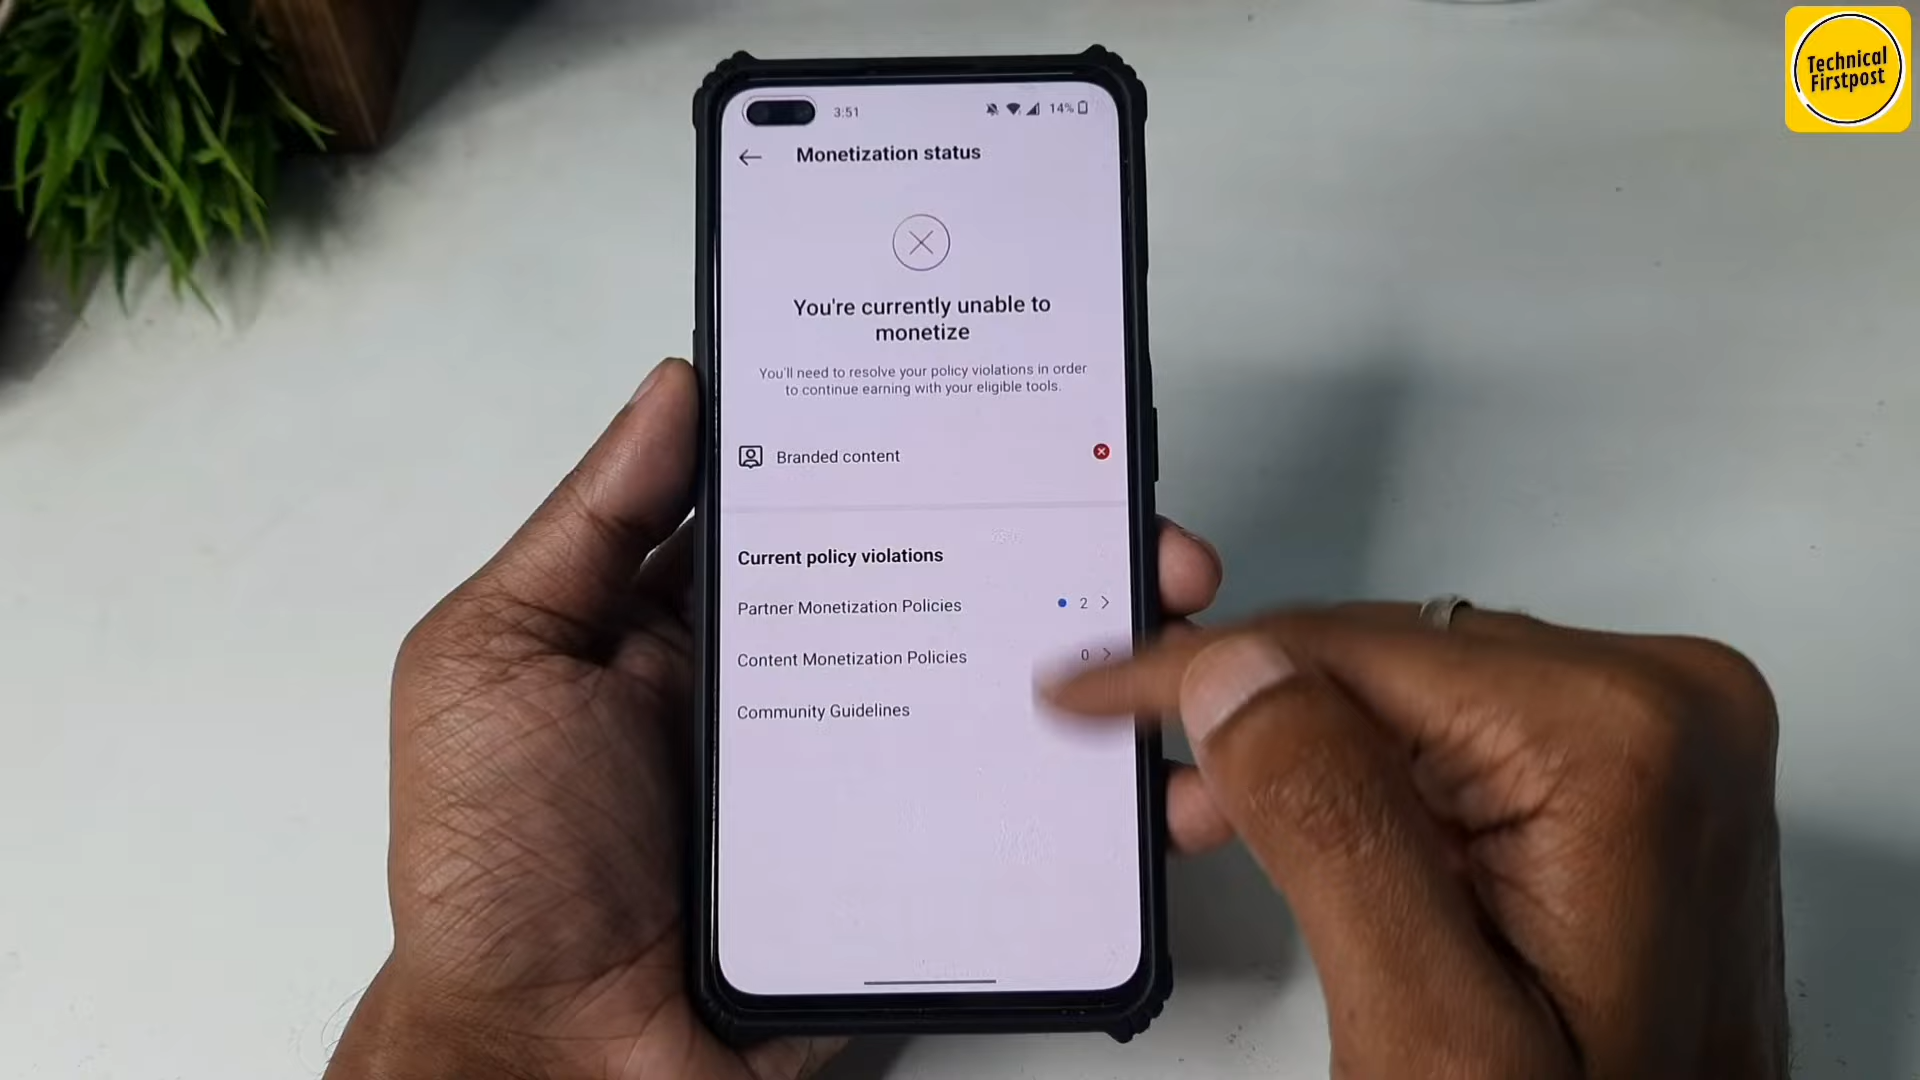 Technical
Firstpost
3:51
14%
Monetization status
You're currently unable to
monetize
You'll need to resolve your policy violations in order
to continue earning with your eligible tools.
Branded content
Current policy violations
Partner Monetization Policies 2
Content Monetization Policies 0
Community Guidelines